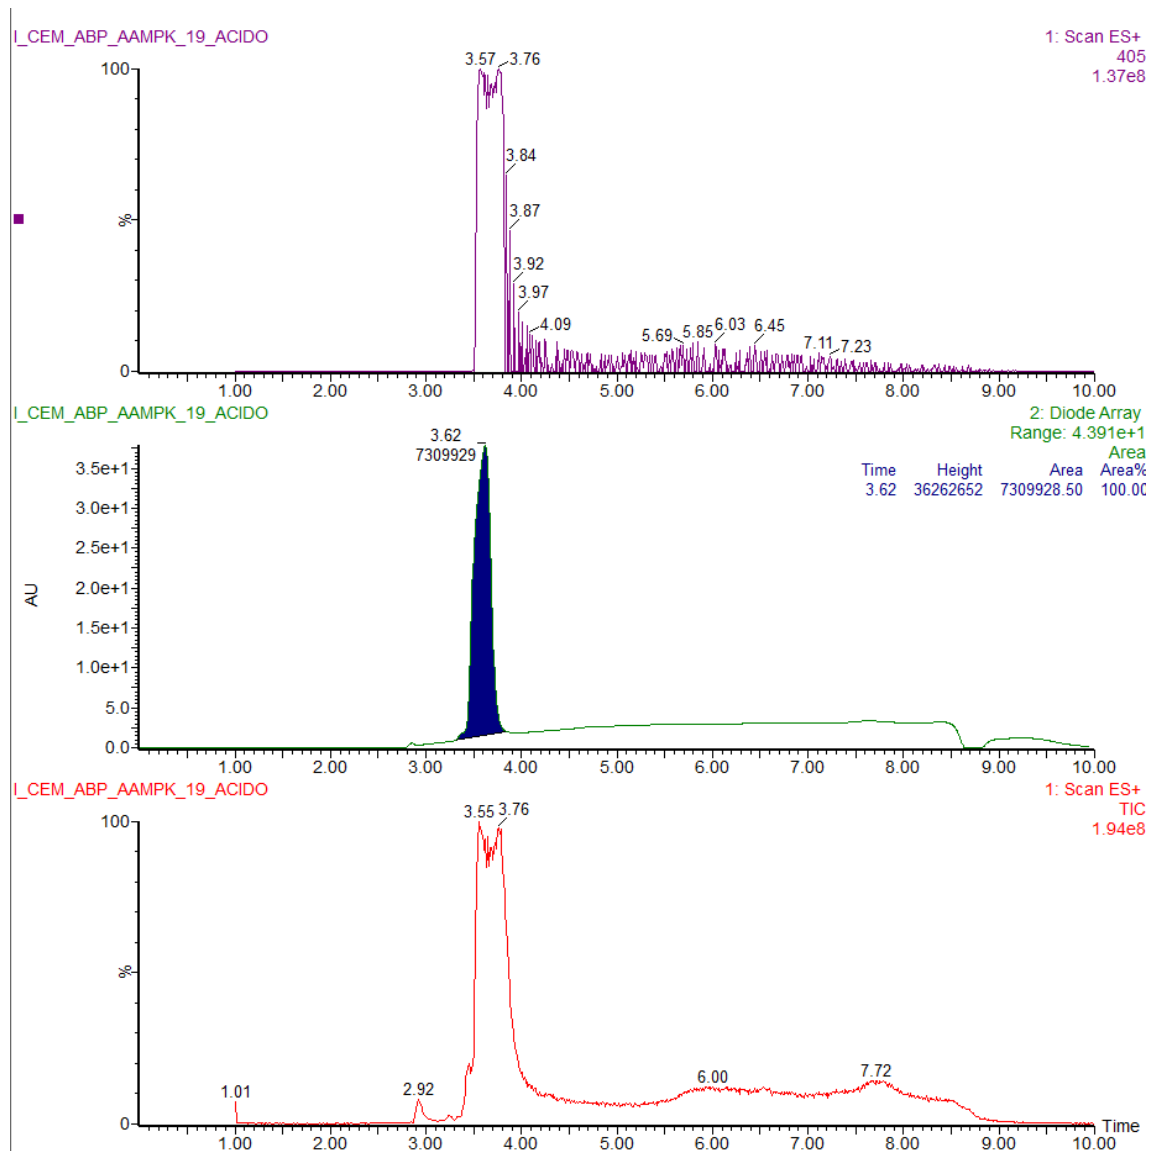 I_CEM_ABP_AAMPK_19_ACIDO
1: Scan ES+
405
1.37e8
3.57 3.76
100
3.84
3.87
%
3.92
3.97
4.09
5.69 5.85 6.03 6.45
7.11 7.23
0
1.00 2.00 3.00 4.00 5.00 6.00 7.00 8.00 9.00 10.00
I_CEM_ABP_AAMPK_19_ACIDO
2: Diode Array
Range: 4.391e+1
Area
3.62
7309929
Time Height Area Area%
3.62 36262652 7309928.50 100.00
3.5e+1
3.0e+1
2.5e+1
AU
2.0e+1
1.5e+1
1.0e+1
5.0
0.0
1.00 2.00 3.00 4.00 5.00 6.00 7.00 8.00 9.00 10.00
I_CEM_ABP_AAMPK_19_ACIDO
1: Scan ES+
TIC
1.94e8
3.55 3.76
100
%
1.01
2.92
6.00
7.72
0
Time
1.00 2.00 3.00 4.00 5.00 6.00 7.00 8.00 9.00 10.00